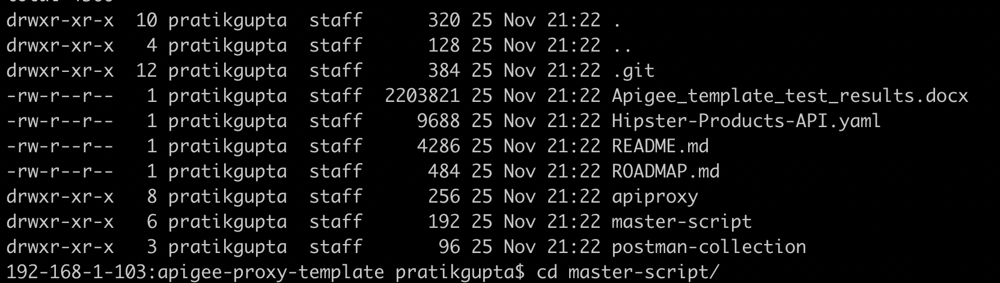 drwxr-xr-x  10 pratikgupta  staff      320 25 Nov 21:22 .
drwxr-xr-x   4 pratikgupta  staff      128 25 Nov 21:22 ..
drwxr-xr-x  12 pratikgupta  staff      384 25 Nov 21:22 .git
-rw-r--r--   1 pratikgupta  staff  2203821 25 Nov 21:22 Apigee_template_test_results.docx
-rw-r--r--   1 pratikgupta  staff     9688 25 Nov 21:22 Hipster-Products-API.yaml
-rw-r--r--   1 pratikgupta  staff     4286 25 Nov 21:22 README.md
-rw-r--r--   1 pratikgupta  staff      484 25 Nov 21:22 ROADMAP.md
drwxr-xr-x   8 pratikgupta  staff      256 25 Nov 21:22 apiproxy
drwxr-xr-x   6 pratikgupta  staff      192 25 Nov 21:22 master-script
drwxr-xr-x   3 pratikgupta  staff       96 25 Nov 21:22 postman-collection
192-168-1-103:apigee-proxy-template pratikgupta$ cd master-script/